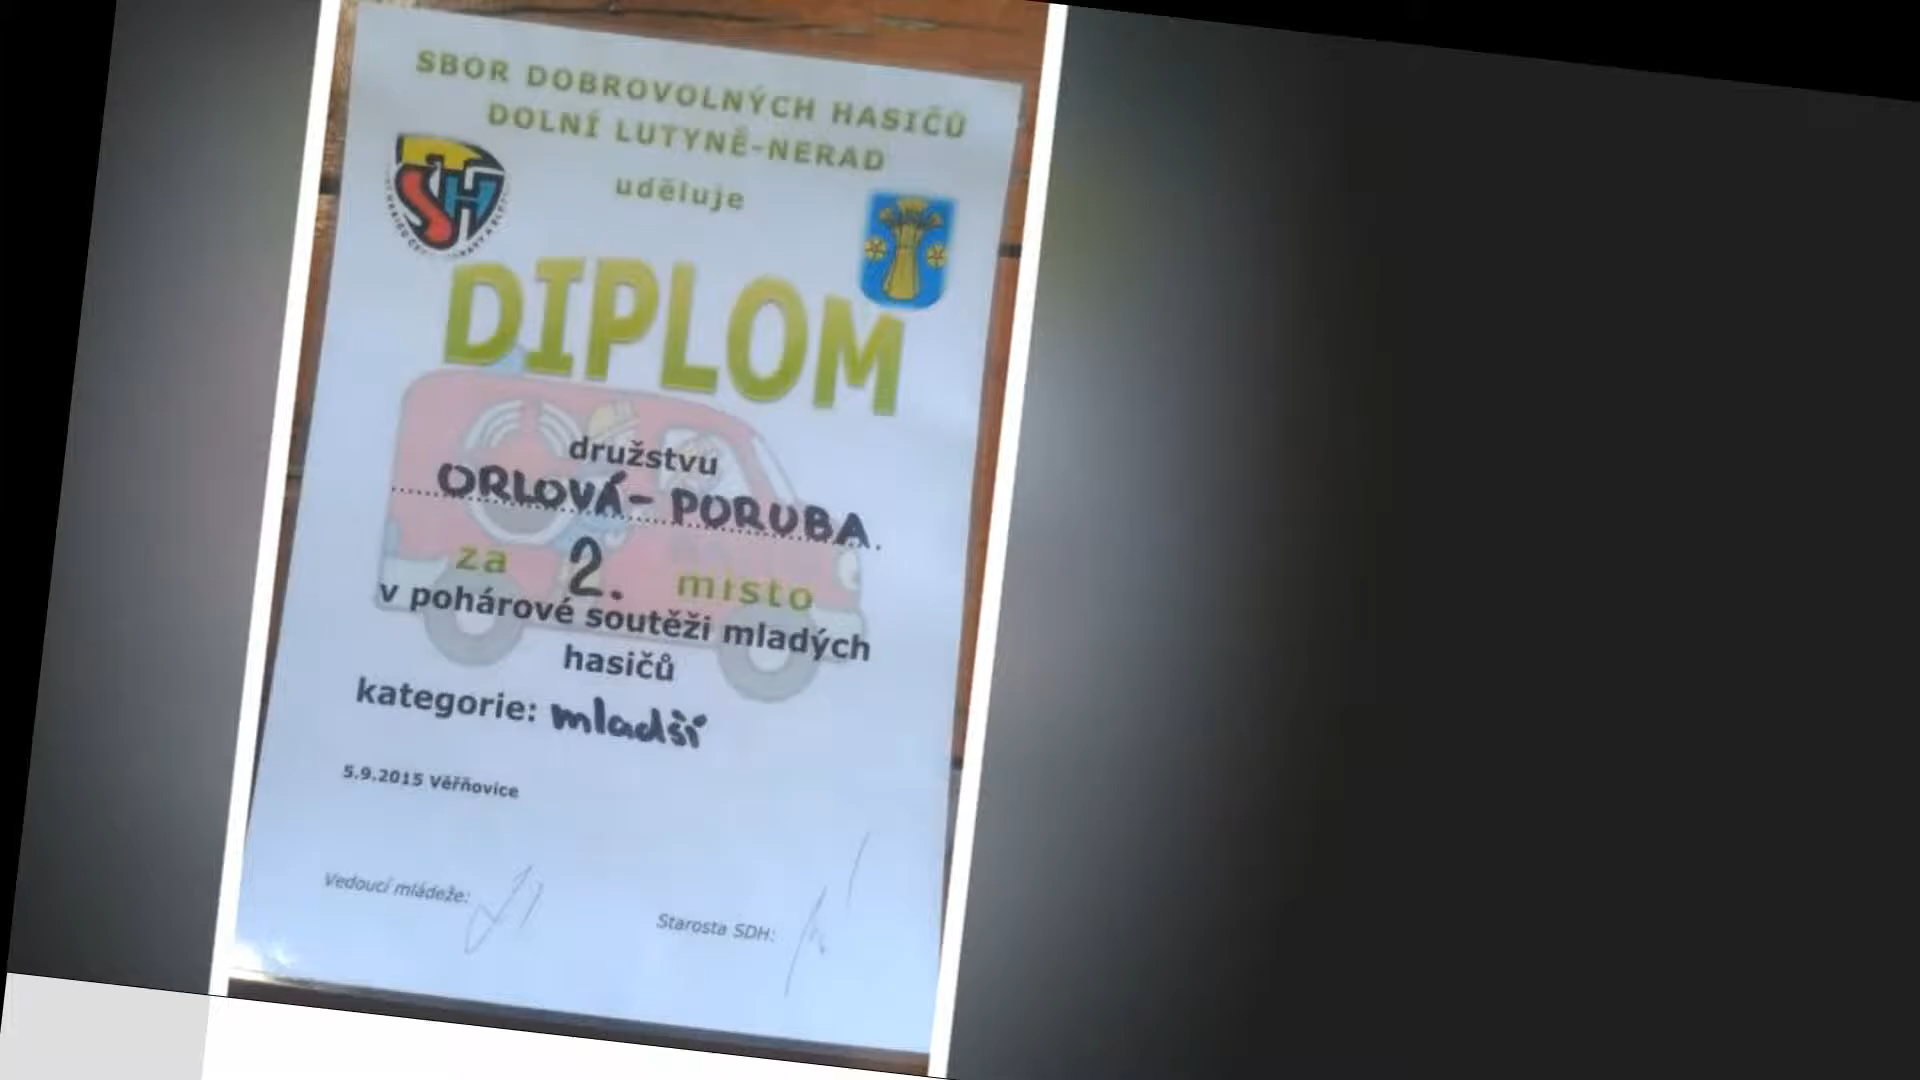 SBOR DOBROVOLNÝCH HASIČŮ
DOLNÍ LUTYNĚ-NERAD
uděluje
DIPLOM
družstvu
ORLOVÁ - PORUBA
za 2. místo
v pohárové soutěži mladých
hasičů
kategorie: mladší
5.9.2015 Věřňovice
Vedoucí mládeže:
Starosta SDH: